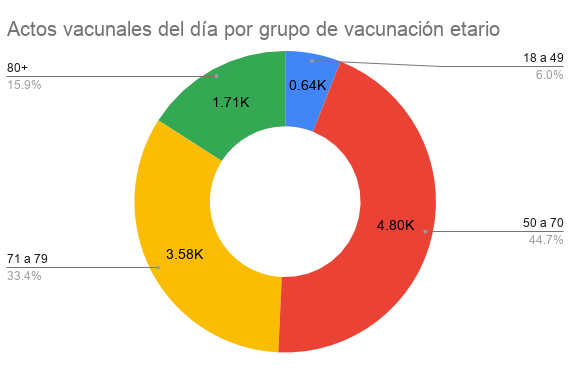 Actos vacunales del día por grupo de vacunación etario
80+
15.9%
18 a 49
6.0%
0.64K
1.71K
50 a 70
44.7%
4.80K
3.58K
71 a 79
33.4%